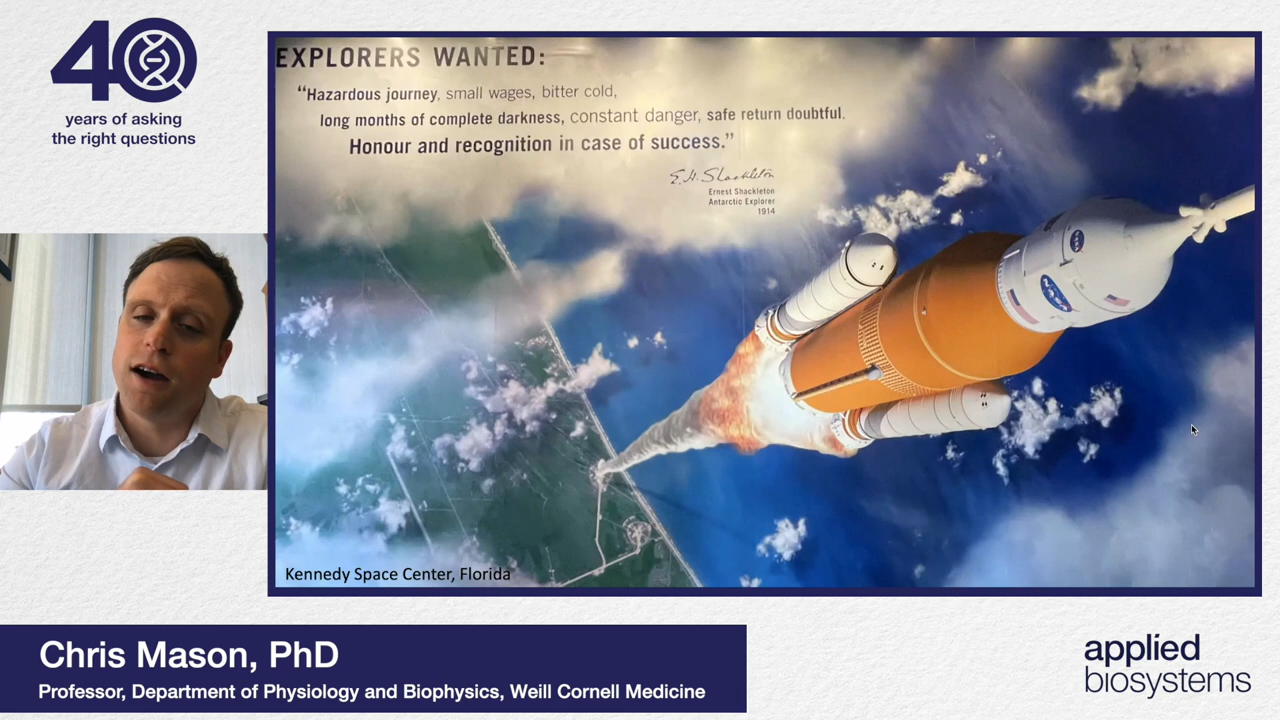 40
years of asking
the right questions
EXPLORERS WANTED:
“Hazardous journey, small wages, bitter cold,
long months of complete darkness, constant danger, safe return doubtful.
Honour and recognition in case of success.”
E.H. Shackleton
Ernest Shackleton
Antarctic Explorer
1914
NASA
Kennedy Space Center, Florida
Chris Mason, PhD
Professor, Department of Physiology and Biophysics, Weill Cornell Medicine
applied
biosystems